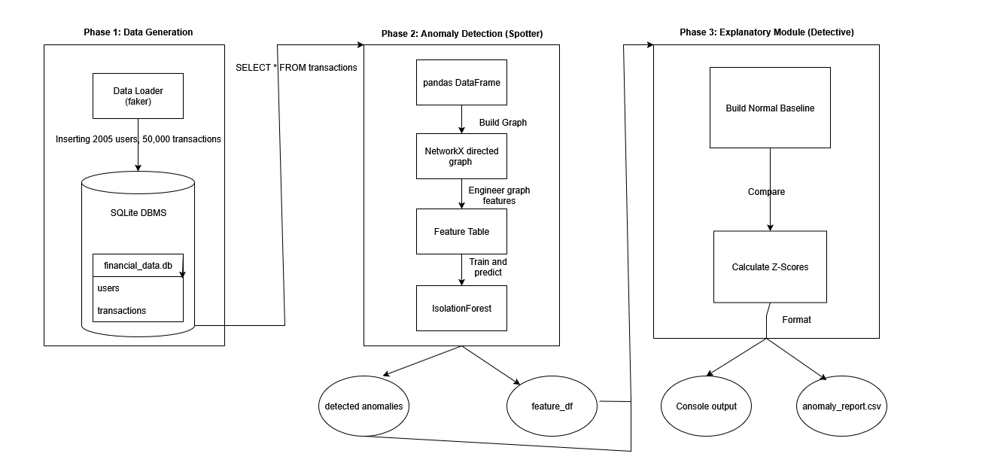 Phase 1: Data Generation
Data Loader
(faker)
Inserting 2005 users, 50,000 transactions
SQLite DBMS
financial_data.db
users
transactions
SELECT * FROM transactions
Phase 2: Anomaly Detection (Spotter)
pandas DataFrame
Build Graph
NetworkX directed
graph
Engineer graph
features
Feature Table
Train and
predict
IsolationForest
detected anomalies
feature_df
Phase 3: Explanatory Module (Detective)
Build Normal Baseline
Compare
Calculate Z-Scores
Format
Console output
anomaly_report.csv